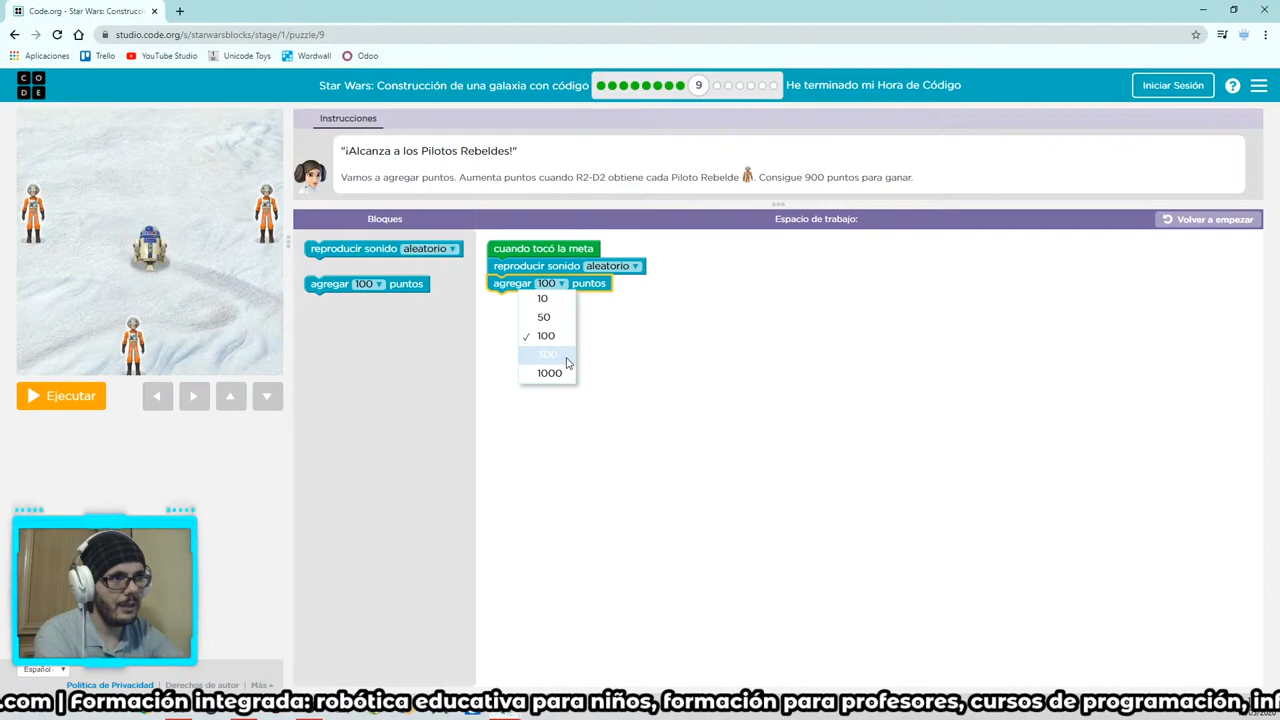 Code.org - Star Wars: Construcci
studio.code.org/s/starwarsblocks/stage/1/puzzle/9
Aplicaciones Trello YouTube Studio Unicode Toys Wordwall Odoo
C O
D E
Star Wars: Construcción de una galaxia con código 9 He terminado mi Hora de Código Iniciar Sesión ?
Instrucciones
"¡Alcanza a los Pilotos Rebeldes!"
Vamos a agregar puntos. Aumenta puntos cuando R2-D2 obtiene cada Piloto Rebelde . Consigue 900 puntos para ganar.
Bloques Espacio de trabajo: Volver a empezar
reproducir sonido aleatorio
agregar 100 puntos
cuando tocó la meta
reproducir sonido aleatorio
agregar 100 puntos
10
50
✓ 100
300
1000
Ejecutar
Español
Política de Privacidad Derechos de autor Más
.com | Formación integrada: robótica educativa para niños, formación para profesores, cursos de programación, in